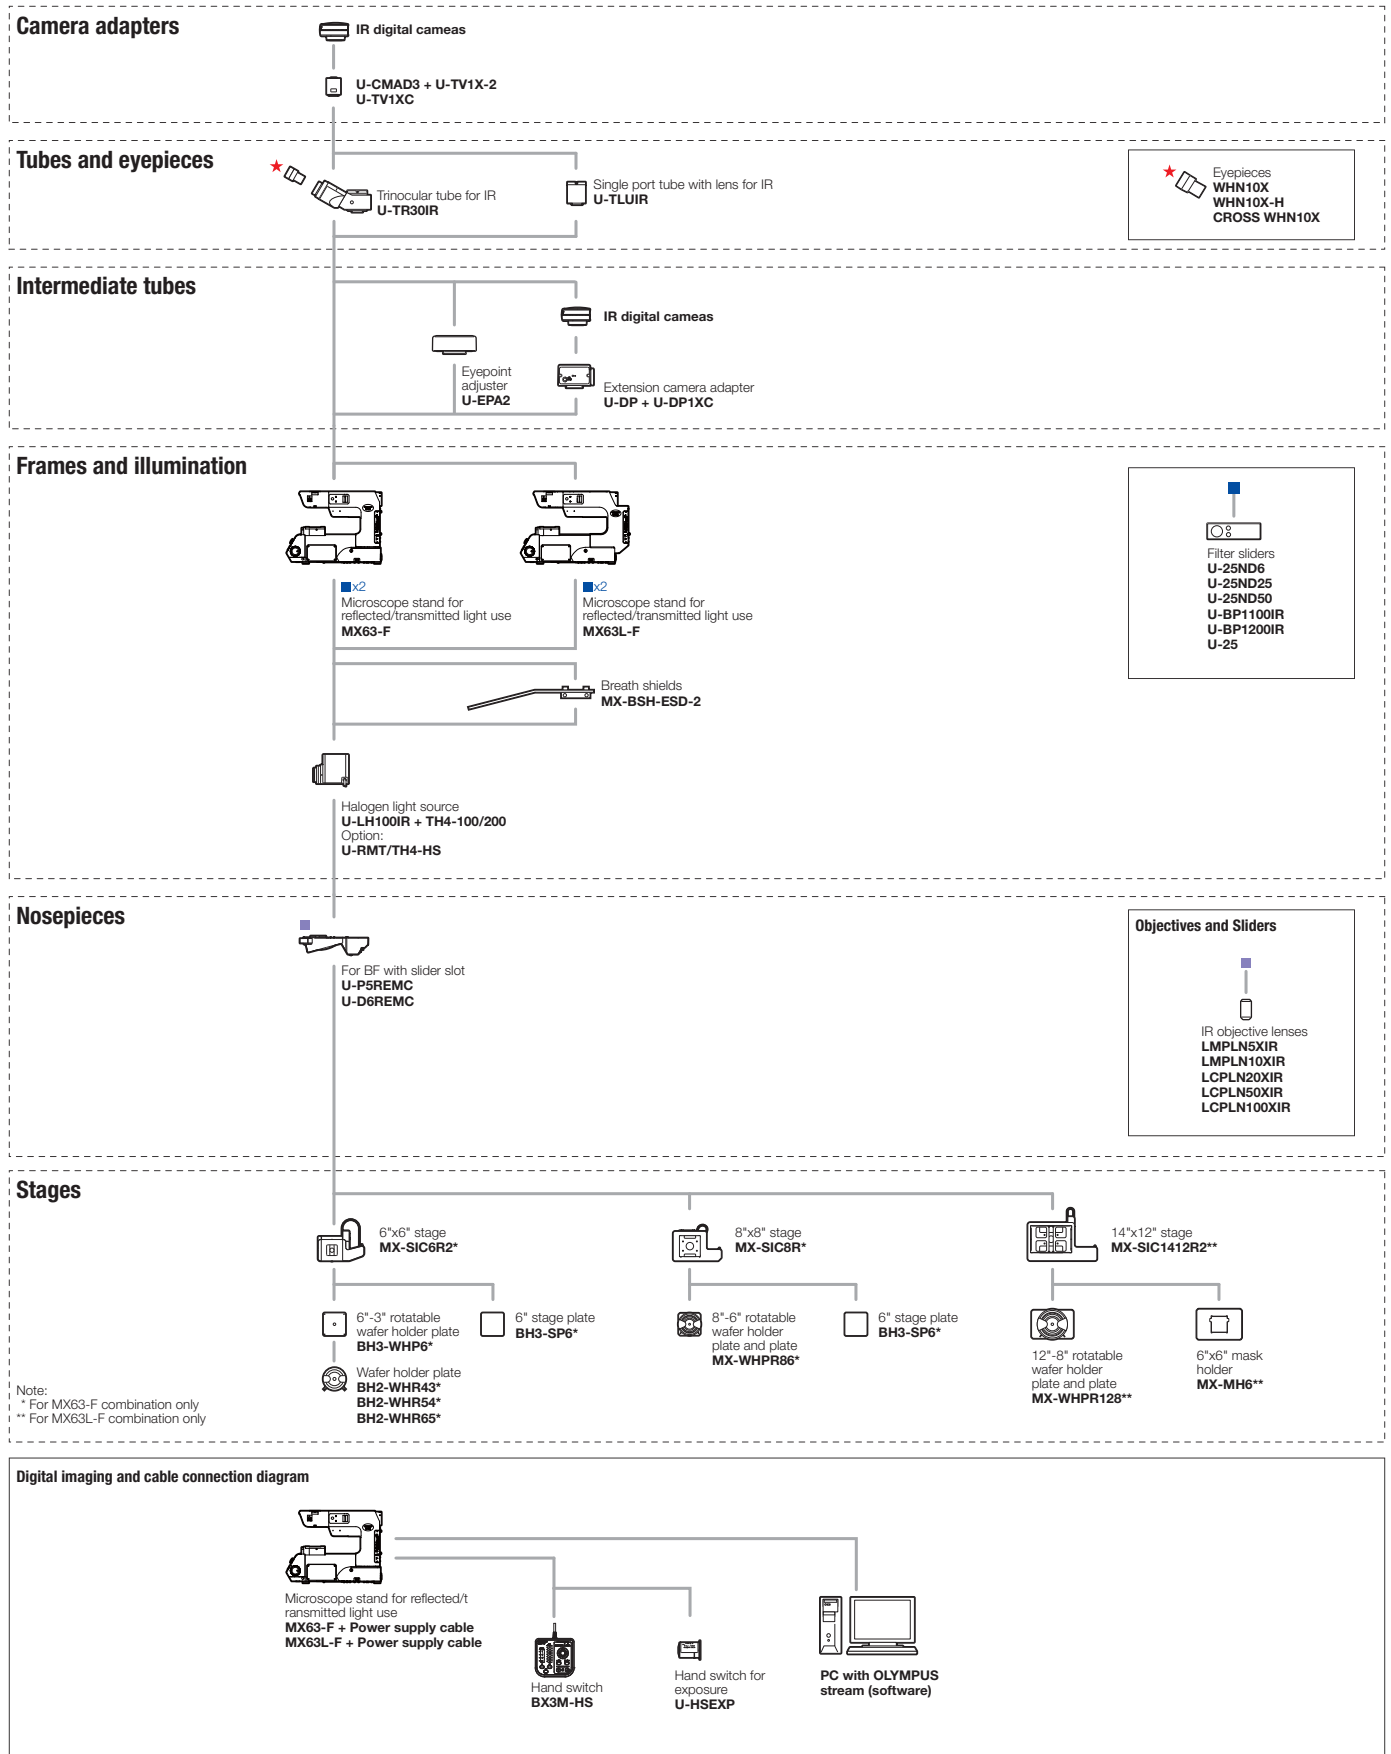 Camera adapters
IR digital cameas
U-CMAD3 + U-TV1X-2
U-TV1XC
Tubes and eyepieces
Trinocular tube for IR
U-TR30IR
Single port tube with lens for IR
U-TLUIR
Eyepieces
WHN10X
WHN10X-H
CROSS WHN10X
Intermediate tubes
Eyepoint
adjuster
U-EPA2
IR digital cameas
Extension camera adapter
U-DP + U-DP1XC
Frames and illumination
x2
Microscope stand for
reflected/transmitted light use
MX63-F
x2
Microscope stand for
reflected/transmitted light use
MX63L-F
Breath shields
MX-BSH-ESD-2
Halogen light source
U-LH100IR + TH4-100/200
Option:
U-RMT/TH4-HS
Filter sliders
U-25ND6
U-25ND25
U-25ND50
U-BP1100IR
U-BP1200IR
U-25
Nosepieces
For BF with slider slot
U-P5REMC
U-D6REMC
Objectives and Sliders
IR objective lenses
LMPLN5XIR
LMPLN10XIR
LCPLN20XIR
LCPLN50XIR
LCPLN100XIR
Stages
6"x6" stage
MX-SIC6R2*
6"-3" rotatable
wafer holder plate
BH3-WHP6*
Wafer holder plate
BH2-WHR43*
BH2-WHR54*
BH2-WHR65*
6" stage plate
BH3-SP6*
8"x8" stage
MX-SIC8R*
8"-6" rotatable
wafer holder
plate and plate
MX-WHPR86*
6" stage plate
BH3-SP6*
14"x12" stage
MX-SIC1412R2**
12"-8" rotatable
wafer holder
plate and plate
MX-WHPR128**
6"x6" mask
holder
MX-MH6**
Note:
* For MX63-F combination only
** For MX63L-F combination only
Digital imaging and cable connection diagram
Microscope stand for reflected/t
ransmitted light use
MX63-F + Power supply cable
MX63L-F + Power supply cable
Hand switch
BX3M-HS
Hand switch for
exposure
U-HSEXP
PC with OLYMPUS
stream (software)